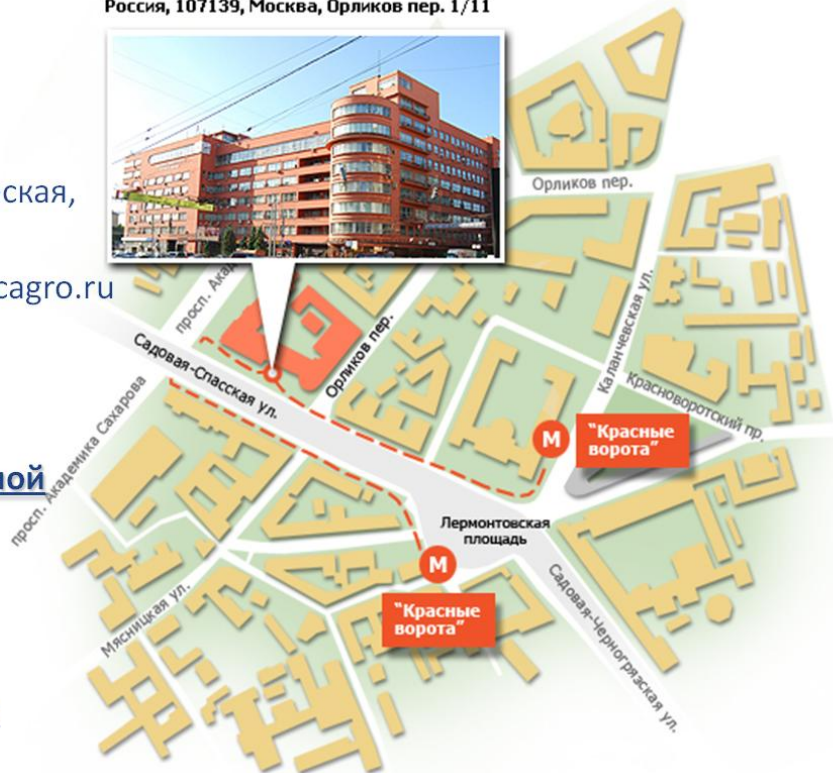 Россия, 107139, Москва, Орликов пер. 1/11
ская,
cagro.ru
ной
Орликов пер.
просп. Ака
Садовая-Спасская ул.
Орликов пер.
Каланчевская ул.
Красноворотский пр.
просп. Академика Сахарова
М
"Красные
ворота"
Лермонтовская
площадь
М
"Красные
ворота"
Мясницкая ул.
Садовая-Черногрязская ул.